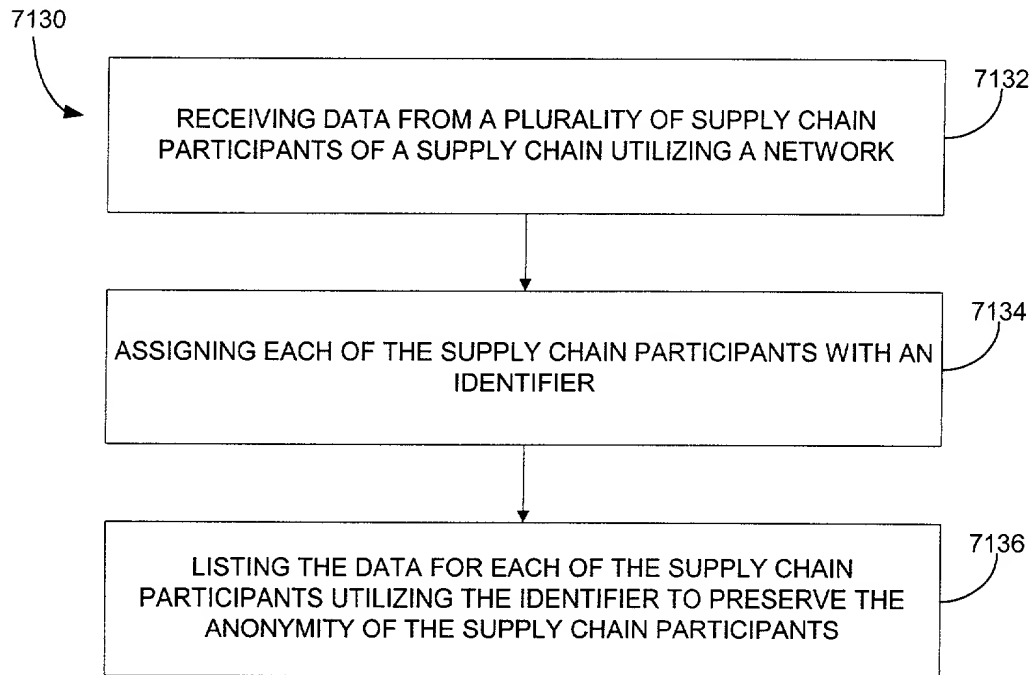 7130
7132
RECEIVING DATA FROM A PLURALITY OF SUPPLY CHAIN
PARTICIPANTS OF A SUPPLY CHAIN UTILIZING A NETWORK
7134
ASSIGNING EACH OF THE SUPPLY CHAIN PARTICIPANTS WITH AN
IDENTIFIER
7136
LISTING THE DATA FOR EACH OF THE SUPPLY CHAIN
PARTICIPANTS UTILIZING THE IDENTIFIER TO PRESERVE THE
ANONYMITY OF THE SUPPLY CHAIN PARTICIPANTS